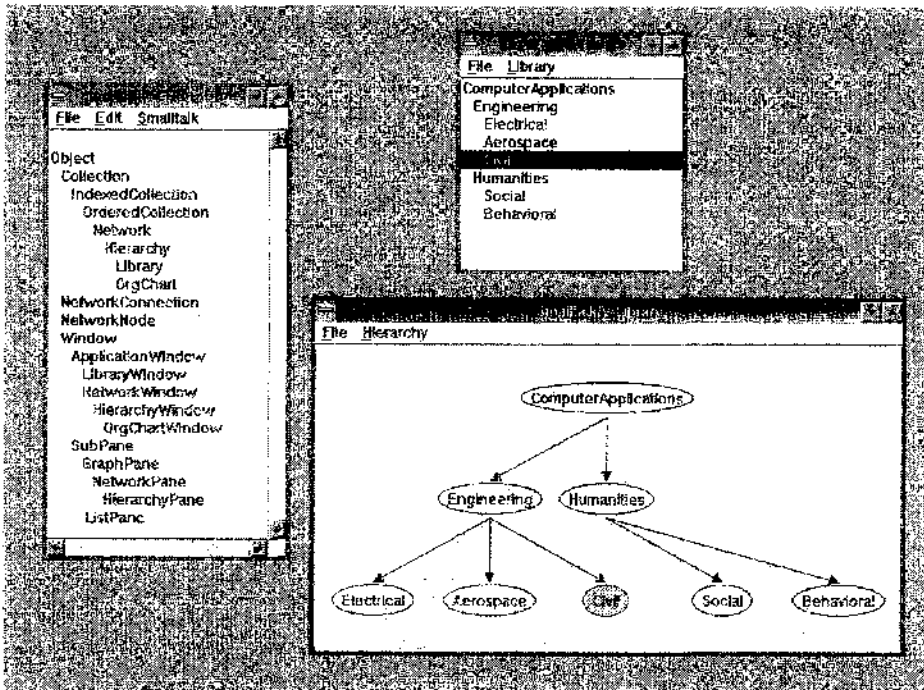 File Edit Smalltalk
Object
Collection
IndexedCollection
OrderedCollection
Network
Hierarchy
Library
OrgChart
NetworkConnection
NetworkNode
Window
ApplicationWindow
LibraryWindow
NetworkWindow
HierarchyWindow
OrgChartWindow
SubPane
GraphPane
NetworkPane
HierarchyPane
ListPane
File Library
ComputerApplications
Engineering
Electrical
Aerospace
Civil
Humanities
Social
Behavioral
File Hierarchy
ComputerApplications
Engineering Humanities
Electrical Aerospace Civil Social Behavioral